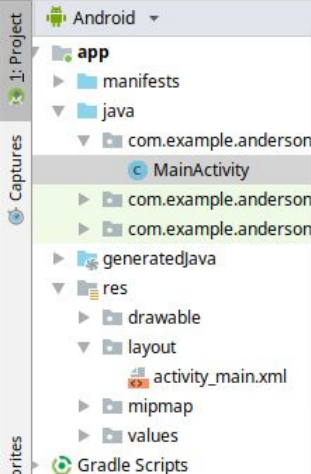 1: Project
Captures
Android
app
manifests
java
com.example.anderson
MainActivity
com.example.anderson
com.example.anderson
generatedJava
res
drawable
layout
activity_main.xml
mipmap
values
Gradle Scripts